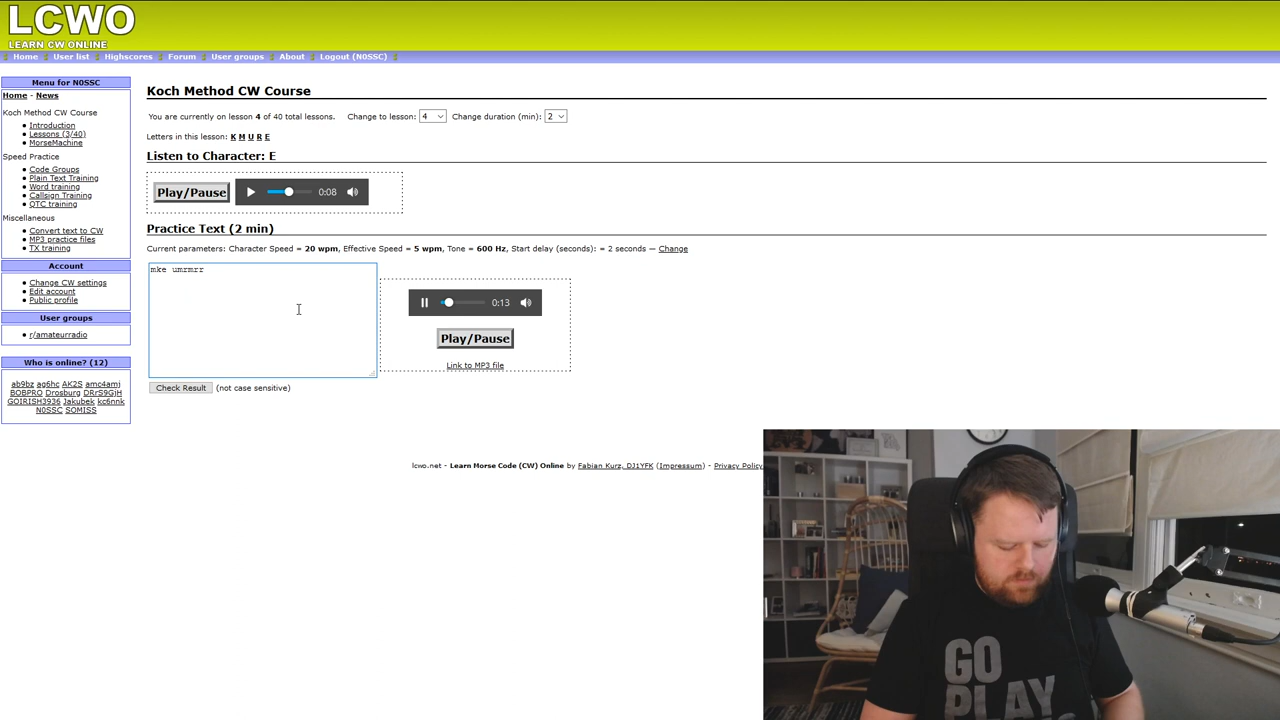 LCWO
LEARN CW ONLINE
Home User list Highscores Forum User groups About Logout (N0SSC)
Menu for N0SSC
Home - News
Koch Method CW Course
Introduction
Lessons (3/40)
MorseMachine
Speed Practice
Code Groups
Plain Text Training
Word training
Callsign Training
QTC training
Miscellaneous
Convert text to CW
MP3 practice files
TX training
Account
Change CW settings
Edit account
Public profile
User groups
r/amateurradio
Who is online? (12)
ab9bz ag6hc AK2S amc4amj
BOBPRO Drosburg DRrS9GjH
GOIRISH3936 Jakubek kc6nnk
N0SSC SOMISS
Koch Method CW Course
You are currently on lesson 4 of 40 total lessons. Change to lesson: 4 Change duration (min): 2
Letters in this lesson: K M U R E
Listen to Character: E
Play/Pause 0:08
Practice Text (2 min)
Current parameters: Character Speed = 20 wpm, Effective Speed = 5 wpm, Tone = 600 Hz, Start delay (seconds): = 2 seconds — Change
mke umrmrr
0:13
Play/Pause
Link to MP3 file
Check Result (not case sensitive)
lcwo.net - Learn Morse Code (CW) Online by Fabian Kurz, DJ1YFK (Impressum) - Privacy Policy
GO
PLAY